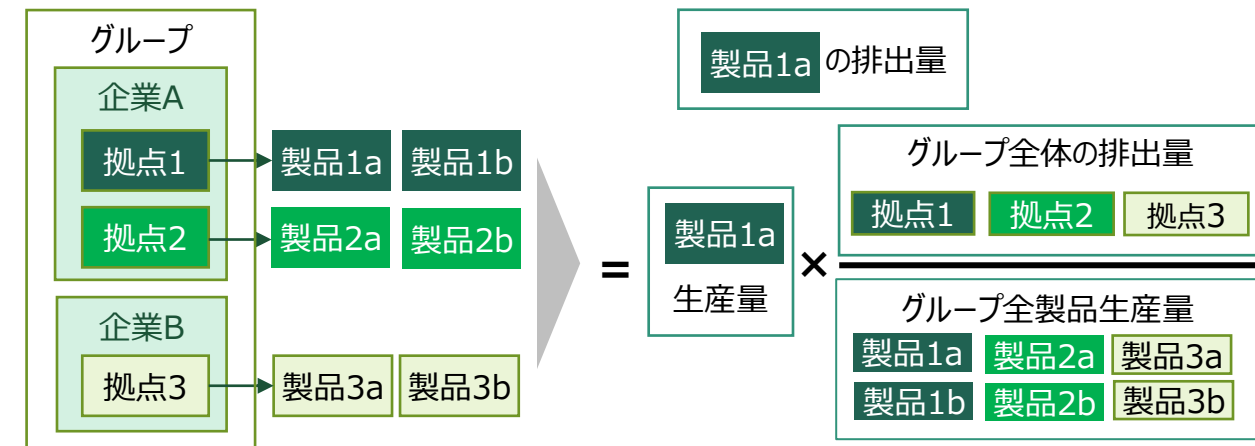 グループ
企業A
拠点1
製品1a 製品1b
拠点2
製品2a 製品2b
企業B
拠点3
製品3a 製品3b
製品1a の排出量
=
製品1a
生産量
×
グループ全体の排出量
拠点1 拠点2 拠点3
グループ全製品生産量
製品1a 製品2a 製品3a
製品1b 製品2b 製品3b